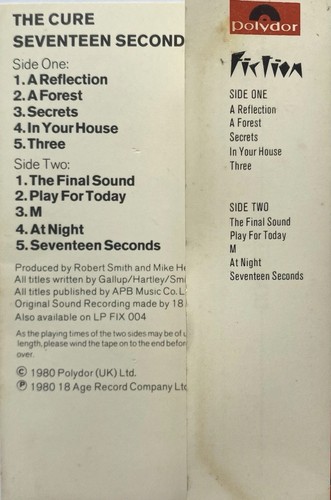 THE CURE
SEVENTEEN SECOND
Side One:
1. A Reflection
2. A Forest
3. Secrets
4. In Your House
5. Three
Side Two:
1. The Final Sound
2. Play For Today
3. M
4. At Night
5. Seventeen Seconds
Produced by Robert Smith and Mike He
All titles written by Gallup/Hartley/Smi
All titles published by APB Music Co. L
Original Sound Recording made by 18
Also available on LP FIX 004
As the playing times of the two sides may be of u
length, please wind the tape on to the end befor
over.
© 1980 Polydor (UK) Ltd.
℗ 1980 18 Age Record Company Ltd
polydor
Fiction
SIDE ONE
A Reflection
A Forest
Secrets
In Your House
Three
SIDE TWO
The Final Sound
Play For Today
M
At Night
Seventeen Seconds